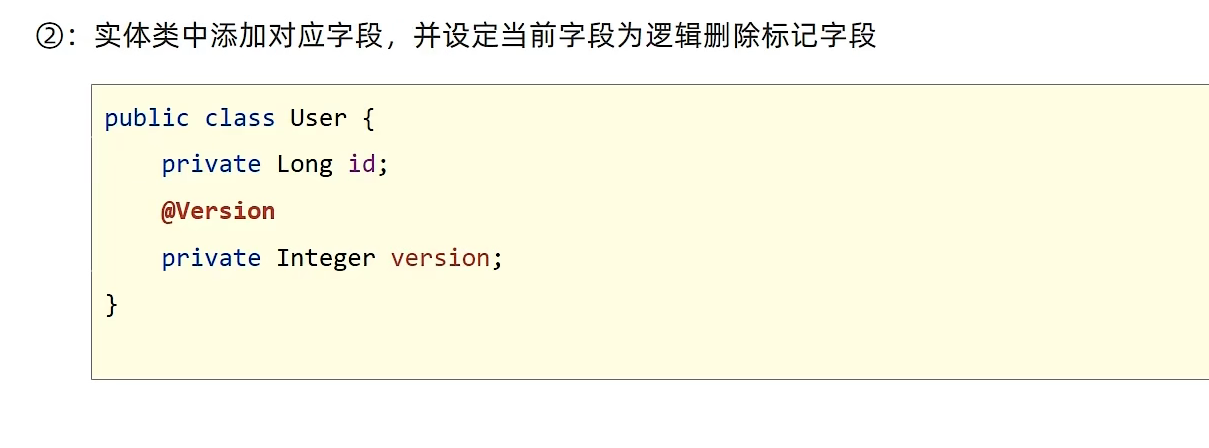 ②：实体类中添加对应字段，并设定当前字段为逻辑删除标记字段
public class User {
    private Long id;
    @Version
    private Integer version;
}